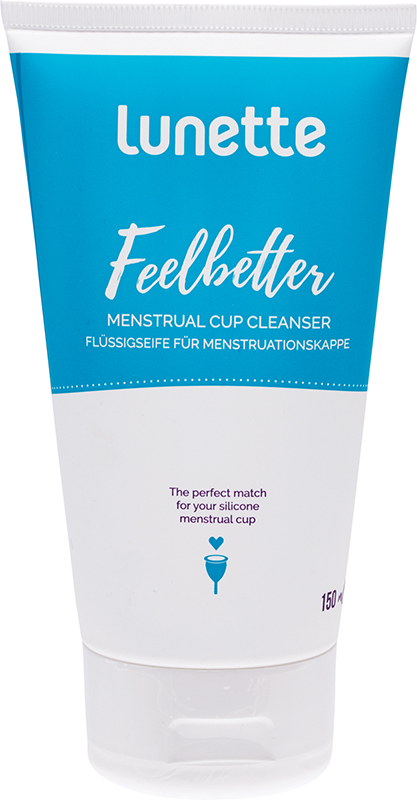 Lunette
Feelbetter
MENSTRUAL CUP CLEANSER
FLÜSSIGSEIFE FÜR MENSTRUATIONSKAPPE
The perfect match
for your silicone
menstrual cup
150